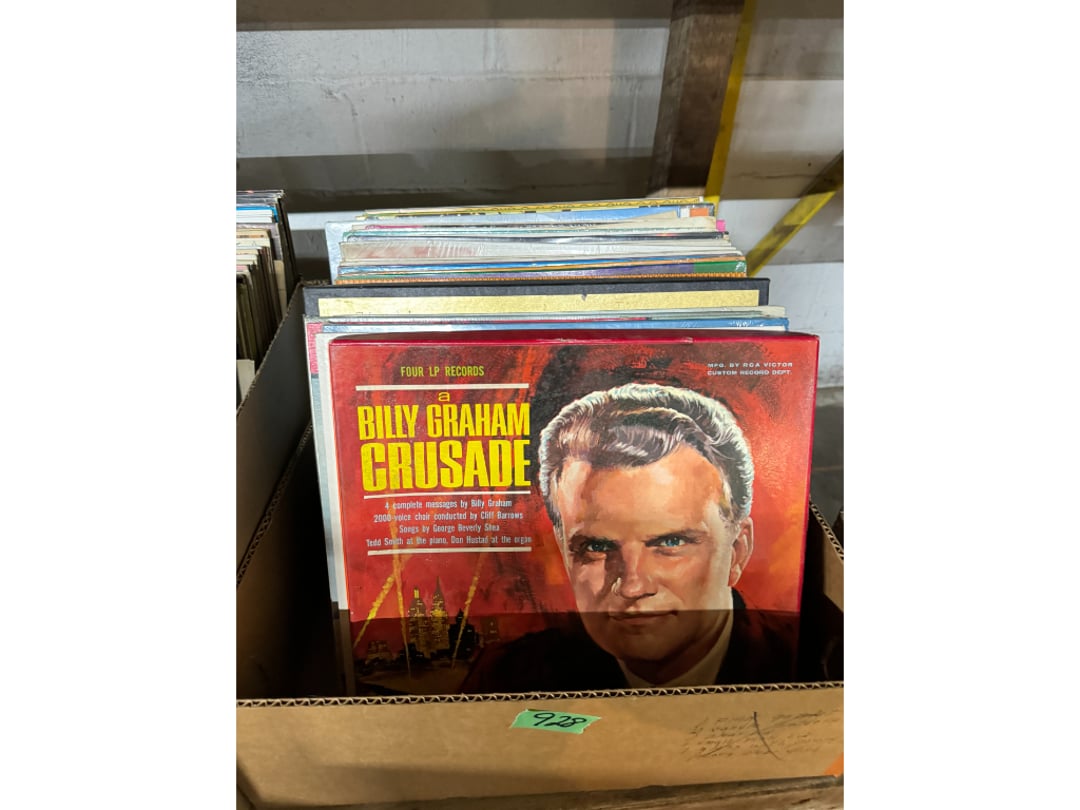 FOUR LP RECORDS
MFG. BY RCA VICTOR
CUSTOM RECORD DEPT.
a
BILLY GRAHAM
CRUSADE
4 complete messages by Billy Graham
2000-voice choir conducted by Cliff Barrows
Songs by George Beverly Shea
Tedd Smith at the piano, Don Hustad at the organ
928